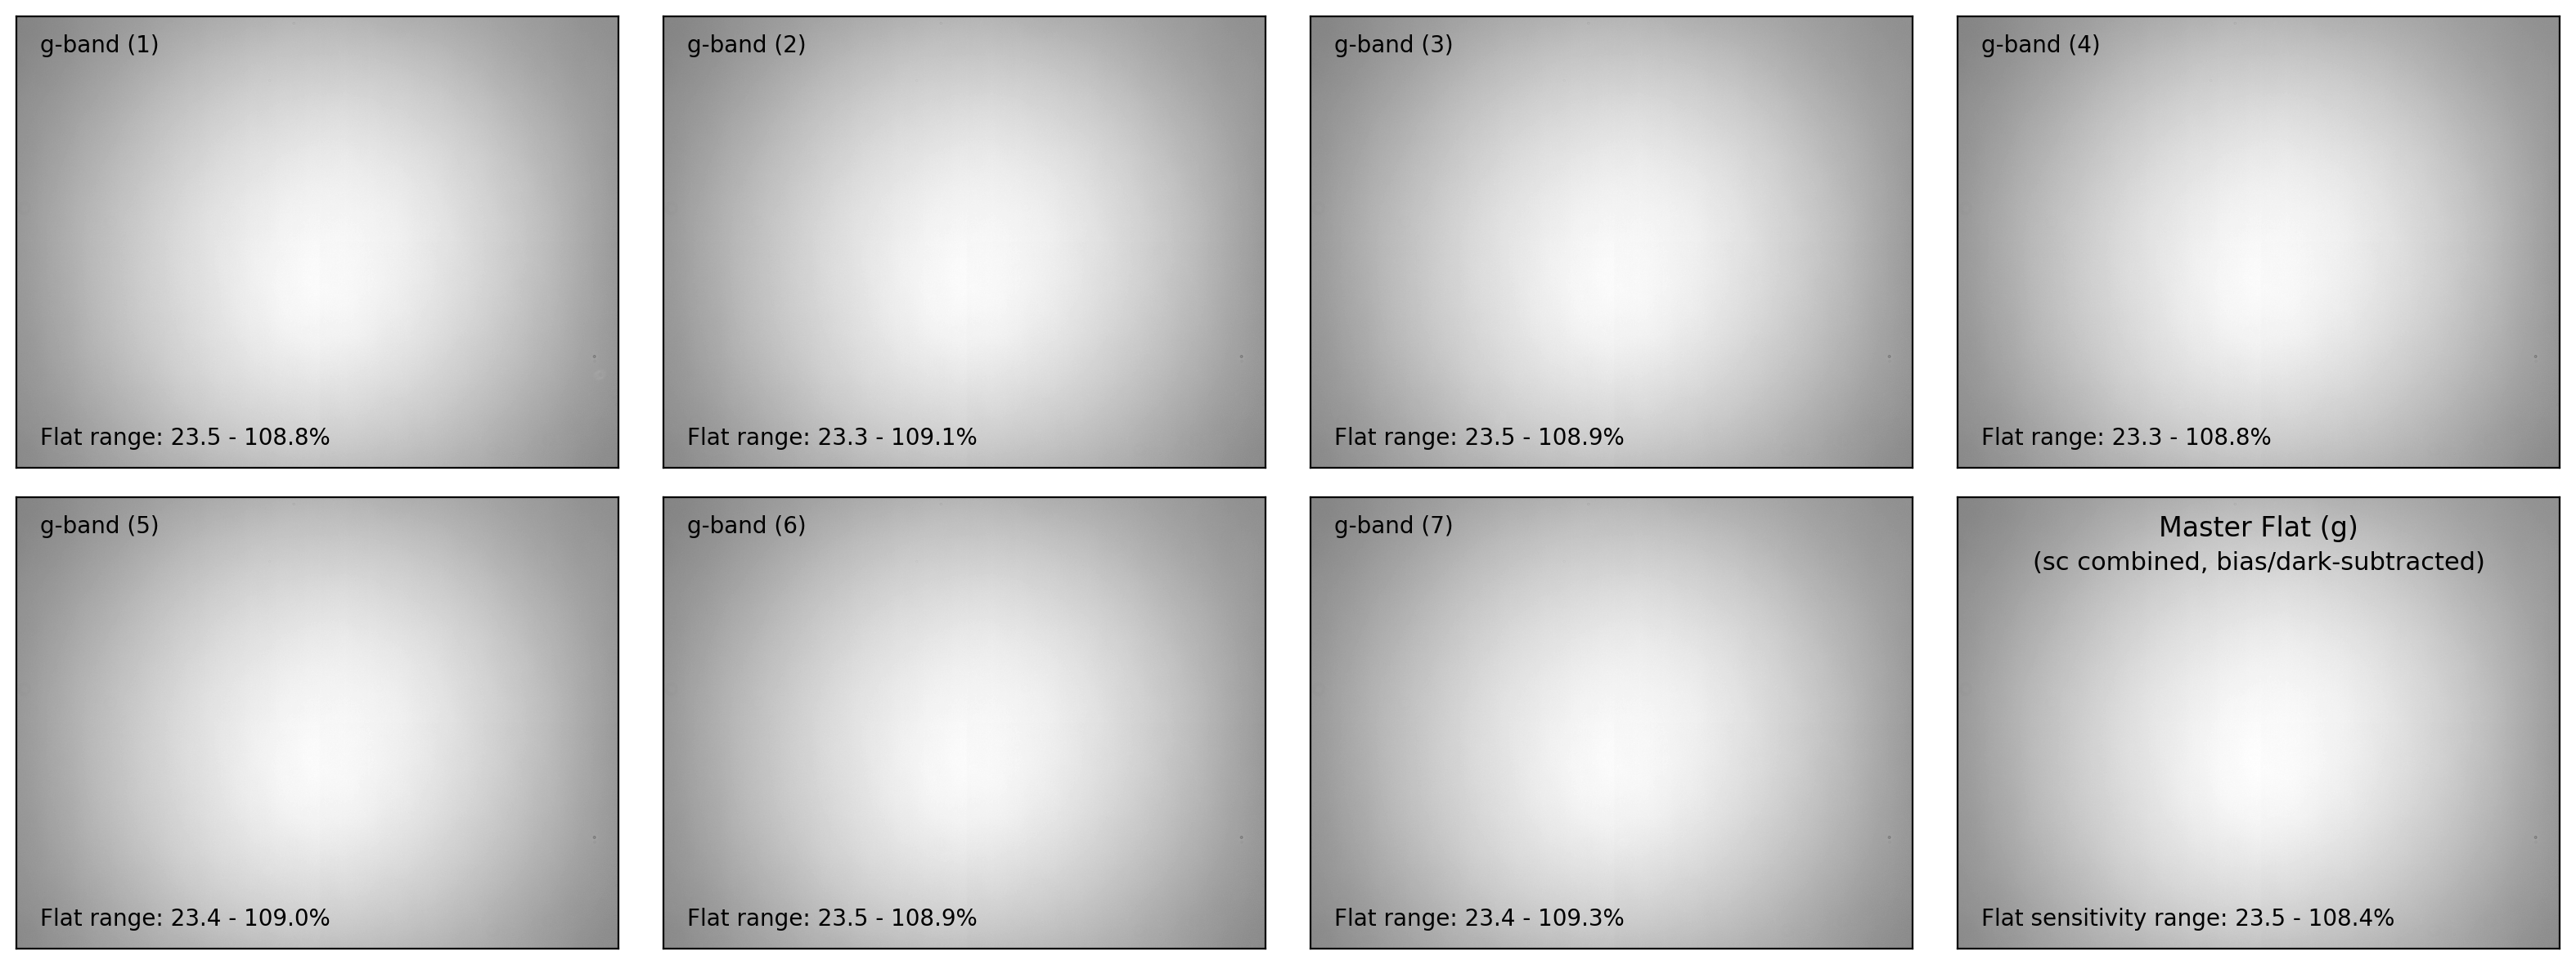 g-band (1)
Flat range: 23.5 - 108.8%
g-band (2)
Flat range: 23.3 - 109.1%
g-band (3)
Flat range: 23.5 - 108.9%
g-band (4)
Flat range: 23.3 - 108.8%
g-band (5)
Flat range: 23.4 - 109.0%
g-band (6)
Flat range: 23.5 - 108.9%
g-band (7)
Flat range: 23.4 - 109.3%
Master Flat (g)
(sc combined, bias/dark-subtracted)
Flat sensitivity range: 23.5 - 108.4%